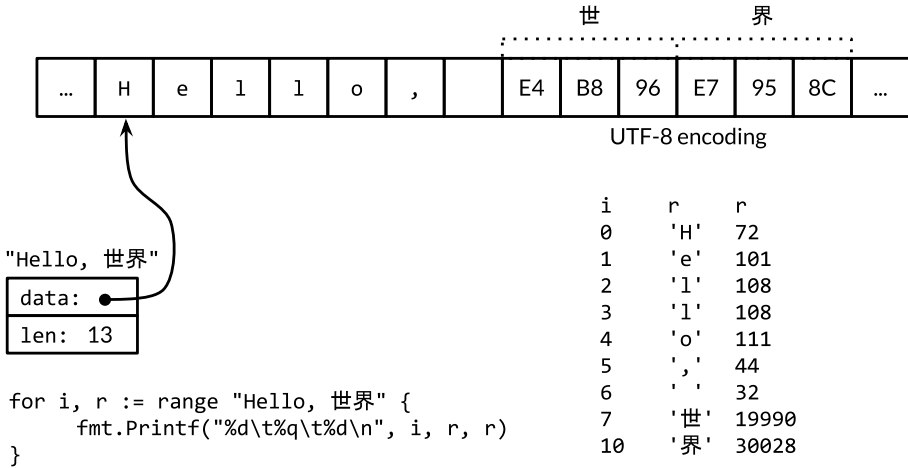 世 界
... H e l l o , E4 B8 96 E7 95 8C ...
UTF-8 encoding
"Hello, 世界"
data:
len: 13
for i, r := range "Hello, 世界" {
fmt.Printf("%d\t%q\t%d\n", i, r, r)
}
i r r
0 'H' 72
1 'e' 101
2 'l' 108
3 'l' 108
4 'o' 111
5 ',' 44
6 ' ' 32
7 '世' 19990
10 '界' 30028